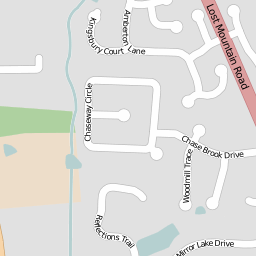 Kingsbury Court Lane
Amberton
Lost Mountain Road
Chaseway Circle
Chase Brook Drive
Woodmill Trace
Reflections Trail
Mirror Lake Drive